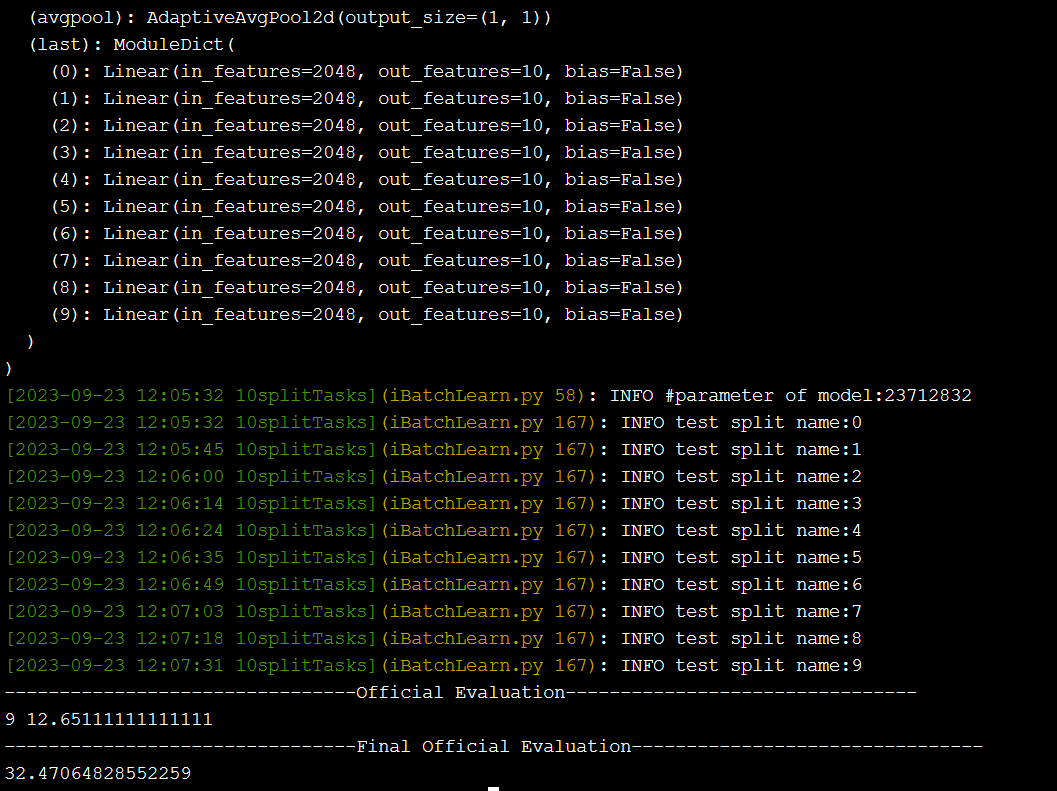 (avgpool): AdaptiveAvgPool2d(output_size=(1, 1))
(last): ModuleDict(
(0): Linear(in_features=2048, out_features=10, bias=False)
(1): Linear(in_features=2048, out_features=10, bias=False)
(2): Linear(in_features=2048, out_features=10, bias=False)
(3): Linear(in_features=2048, out_features=10, bias=False)
(4): Linear(in_features=2048, out_features=10, bias=False)
(5): Linear(in_features=2048, out_features=10, bias=False)
(6): Linear(in_features=2048, out_features=10, bias=False)
(7): Linear(in_features=2048, out_features=10, bias=False)
(8): Linear(in_features=2048, out_features=10, bias=False)
(9): Linear(in_features=2048, out_features=10, bias=False)
)
)
[2023-09-23 12:05:32 10splitTasks](iBatchLearn.py 58): INFO #parameter of model:23712832
[2023-09-23 12:05:32 10splitTasks](iBatchLearn.py 167): INFO test split name:0
[2023-09-23 12:05:45 10splitTasks](iBatchLearn.py 167): INFO test split name:1
[2023-09-23 12:06:00 10splitTasks](iBatchLearn.py 167): INFO test split name:2
[2023-09-23 12:06:14 10splitTasks](iBatchLearn.py 167): INFO test split name:3
[2023-09-23 12:06:24 10splitTasks](iBatchLearn.py 167): INFO test split name:4
[2023-09-23 12:06:35 10splitTasks](iBatchLearn.py 167): INFO test split name:5
[2023-09-23 12:06:49 10splitTasks](iBatchLearn.py 167): INFO test split name:6
[2023-09-23 12:07:03 10splitTasks](iBatchLearn.py 167): INFO test split name:7
[2023-09-23 12:07:18 10splitTasks](iBatchLearn.py 167): INFO test split name:8
[2023-09-23 12:07:31 10splitTasks](iBatchLearn.py 167): INFO test split name:9
--------------------------------Official Evaluation--------------------------------
9 12.65111111111111
--------------------------------Final Official Evaluation--------------------------------
32.47064828552259